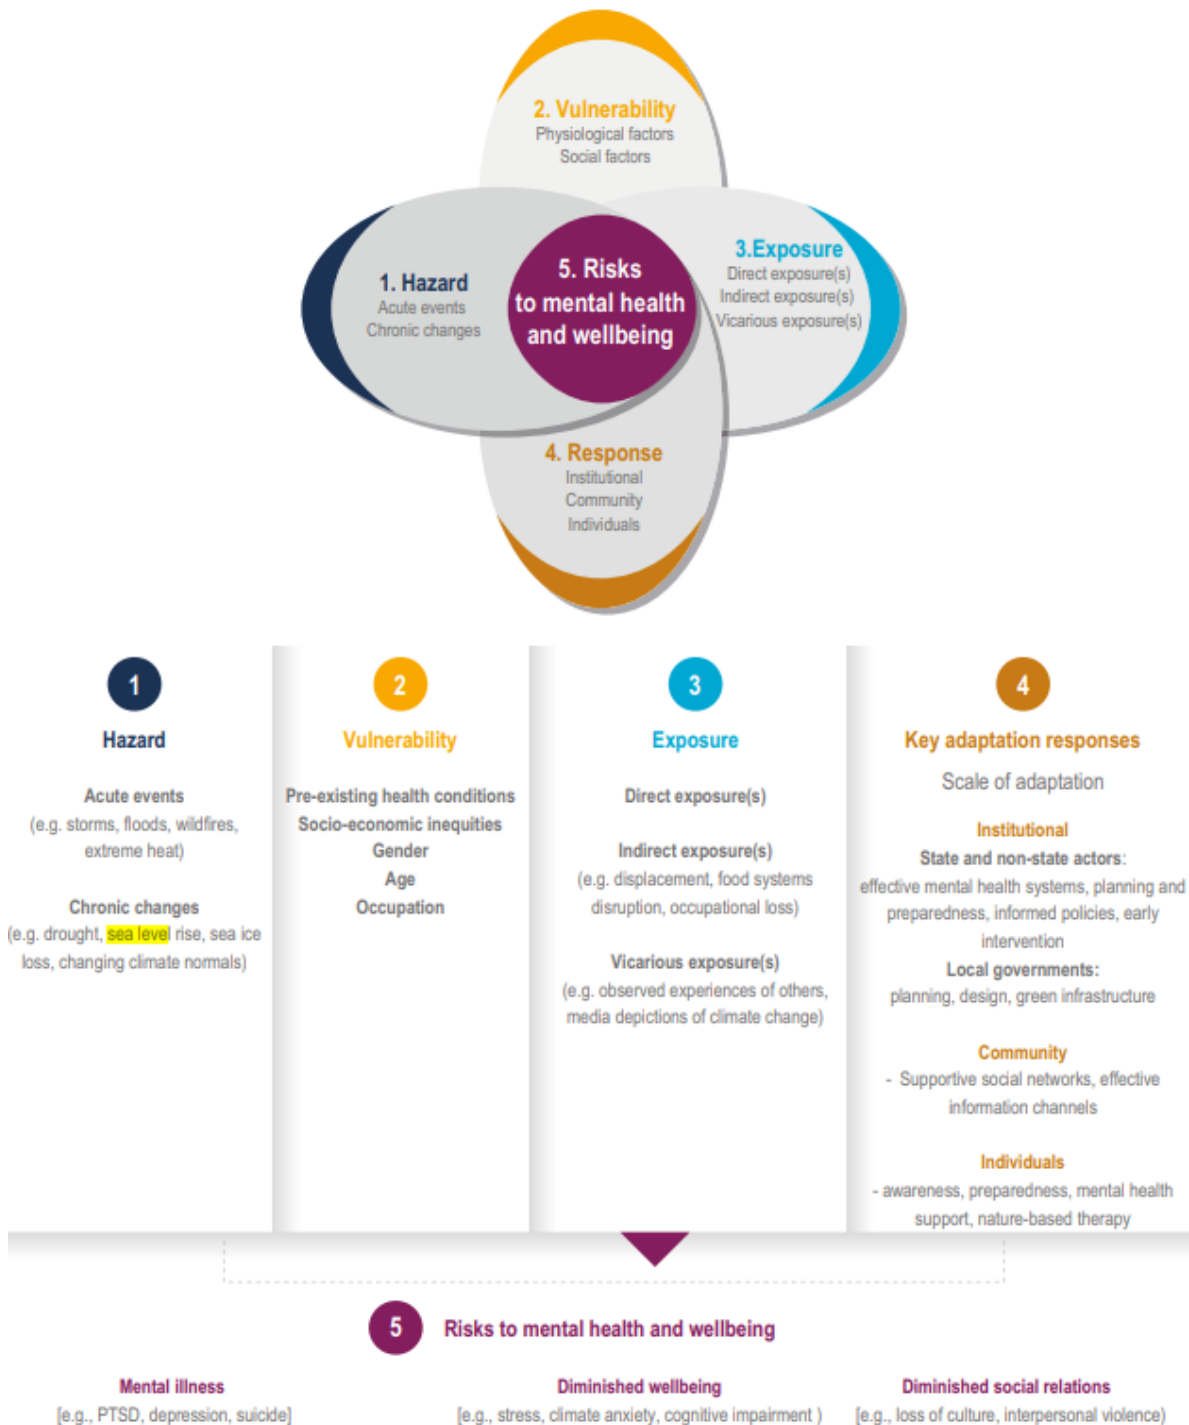 2. Vulnerability
Physiological factors
Social factors
1. Hazard
Acute events
Chronic changes
5. Risks
to mental health
and wellbeing
3.Exposure
Direct exposure(s)
Indirect exposure(s)
Vicarious exposure(s)
4. Response
Institutional
Community
Individuals
1
Hazard
Acute events
(e.g. storms, floods, wildfires,
extreme heat)
Chronic changes
(e.g. drought, sea level rise, sea ice
loss, changing climate normals)
2
Vulnerability
Pre-existing health conditions
Socio-economic inequities
Gender
Age
Occupation
3
Exposure
Direct exposure(s)
Indirect exposure(s)
(e.g. displacement, food systems
disruption, occupational loss)
Vicarious exposure(s)
(e.g. observed experiences of others,
media depictions of climate change)
4
Key adaptation responses
Scale of adaptation
Institutional
State and non-state actors:
effective mental health systems, planning and
preparedness, informed policies, early
intervention
Local governments:
planning, design, green infrastructure
Community
- Supportive social networks, effective
information channels
Individuals
- awareness, preparedness, mental health
support, nature-based therapy
5
Risks to mental health and wellbeing
Mental illness
[e.g., PTSD, depression, suicide]
Diminished wellbeing
[e.g., stress, climate anxiety, cognitive impairment )
Diminished social relations
[e.g., loss of culture, interpersonal violence)